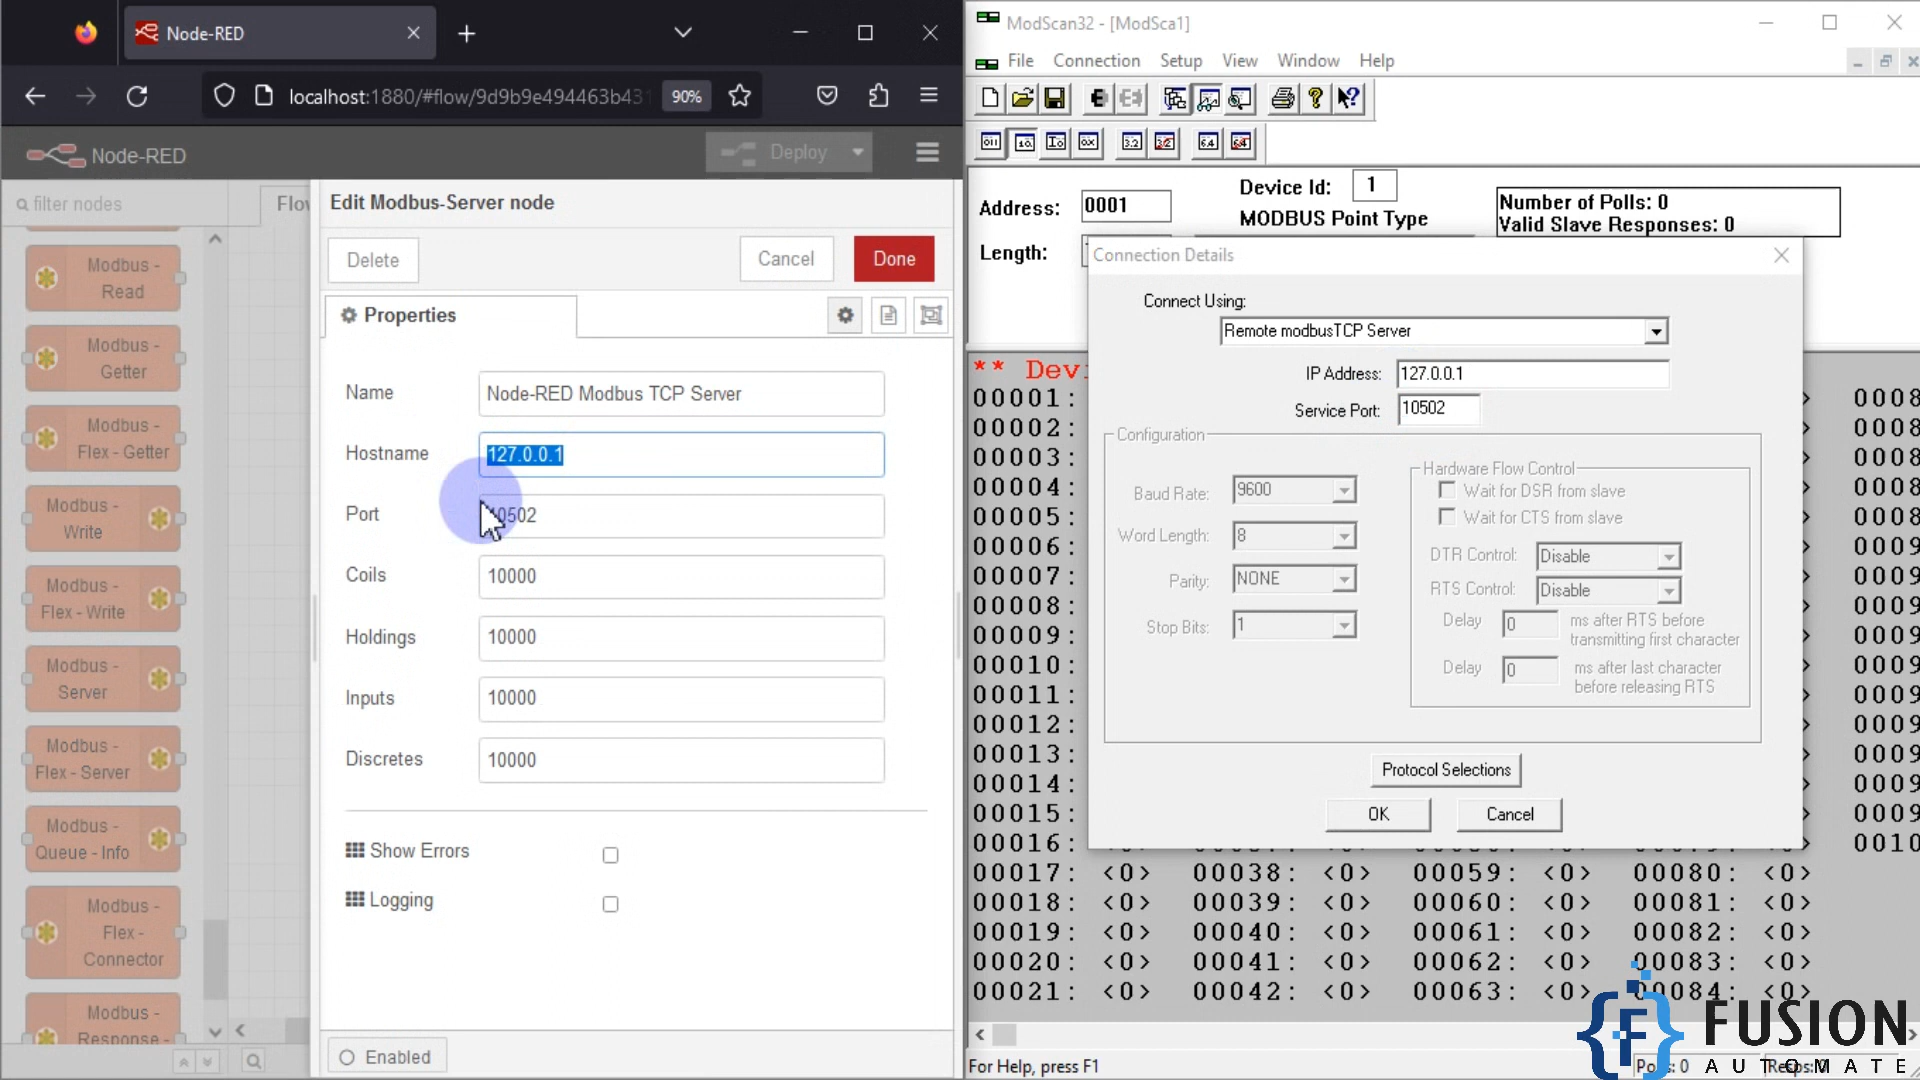 Node-RED
localhost:1880/#flow/9d9b9e494463b431
90%
Node-RED
Deploy
filter nodes
Flow
Modbus - Read
Modbus - Getter
Modbus - Flex - Getter
Modbus - Write
Modbus - Flex - Write
Modbus - Server
Modbus - Flex - Server
Modbus - Queue - Info
Modbus - Flex - Connector
Modbus - Response -
Edit Modbus-Server node
Delete
Cancel
Done
Properties
Name
Node-RED Modbus TCP Server
Hostname
127.0.0.1
Port
10502
Coils
10000
Holdings
10000
Inputs
10000
Discretes
10000
Show Errors
Logging
Enabled
ModScan32 - [ModSca1]
File Connection Setup View Window Help
Address: 0001
Device Id: 1
MODBUS Point Type
Length:
Number of Polls: 0
Valid Slave Responses: 0
Connection Details
Connect Using:
Remote modbusTCP Server
IP Address: 127.0.0.1
Service Port: 10502
Configuration
Baud Rate: 9600
Word Length: 8
Parity: NONE
Stop Bits: 1
Hardware Flow Control
Wait for DSR from slave
Wait for CTS from slave
DTR Control: Disable
RTS Control: Disable
Delay 0 ms after RTS before
transmitting first character
Delay 0 ms after last character
before releasing RTS
Protocol Selections
OK
Cancel
** Devi
00001:
00002:
00003:
00004:
00005:
00006:
00007:
00008:
00009:
00010:
00011:
00012:
00013:
00014:
00015:
00016:
00017: <0> 00038: <0> 00059: <0> 00080: <0>
00018: <0> 00039: <0> 00060: <0> 00081: <0>
00019: <0> 00040: <0> 00061: <0> 00082: <0>
00020: <0> 00041: <0> 00062: <0> 00083: <0>
00021: <0> 00042: <0> 00063: <0> 00084: <0>
For Help, press F1
FUSION
AUTOMATE